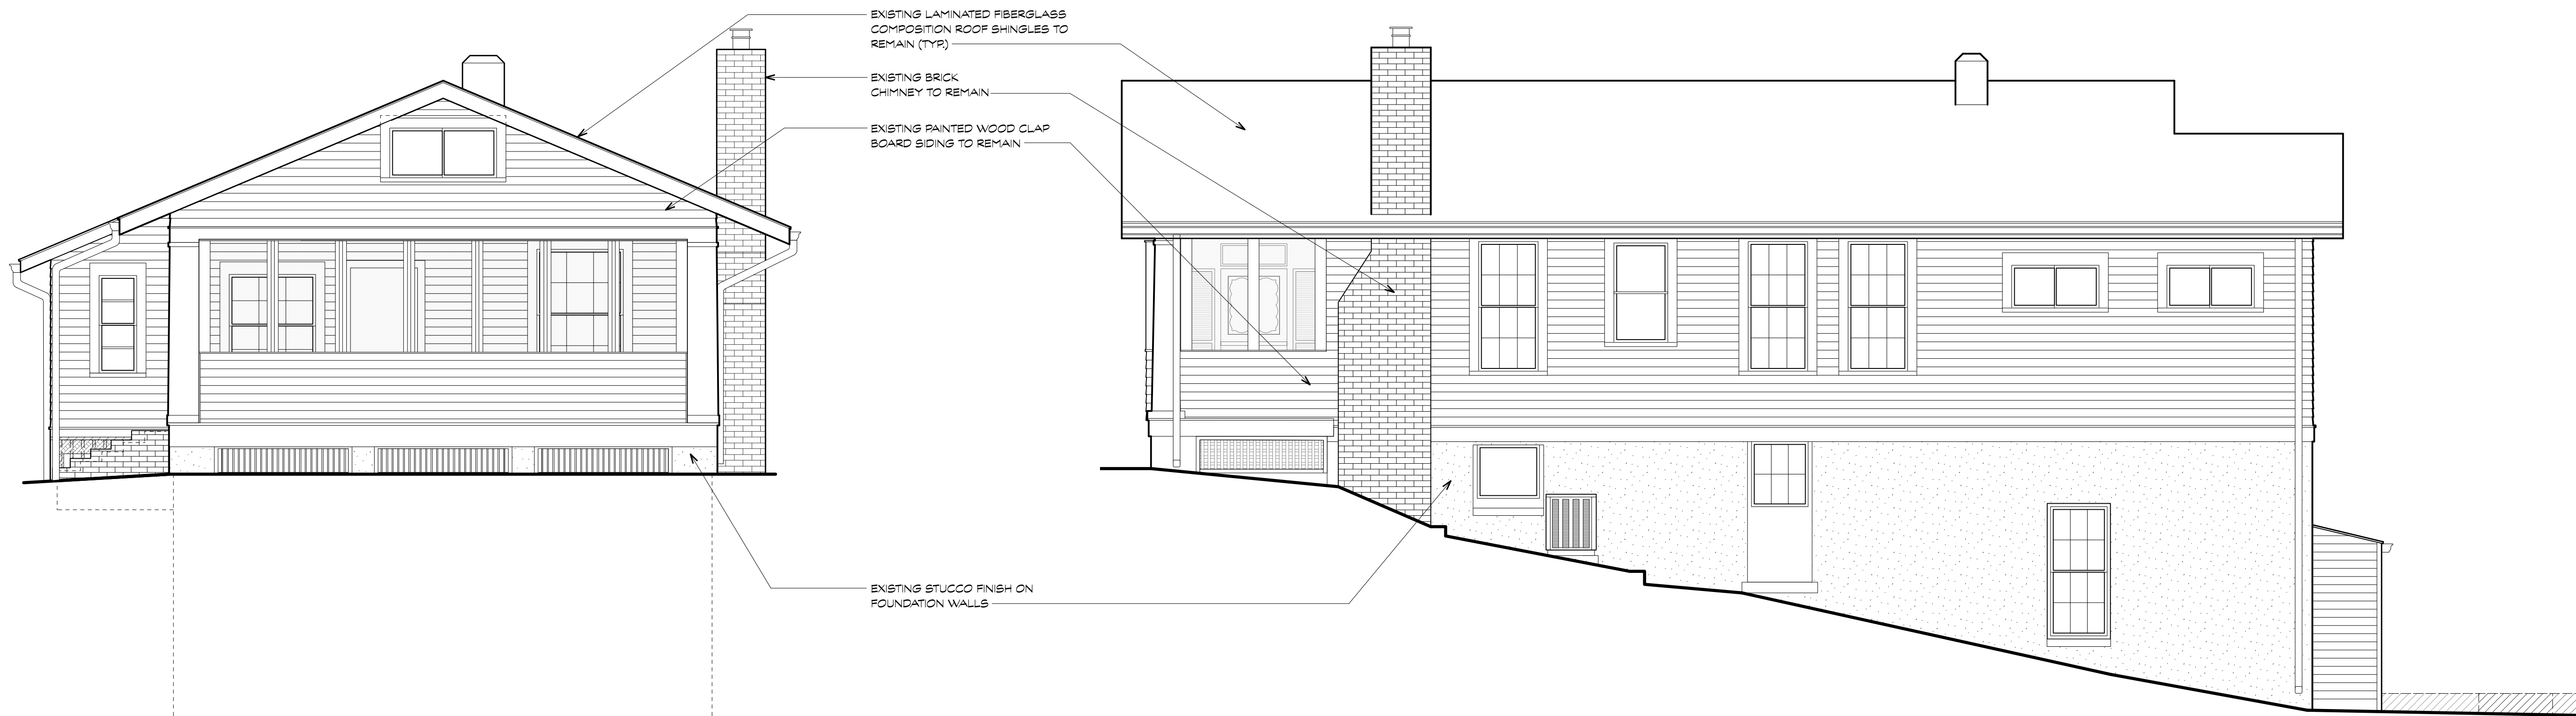 EXISTING LAMINATED FIBERGLASS
COMPOSITION ROOF SHINGLES TO
REMAIN (TYP.)
EXISTING BRICK
CHIMNEY TO REMAIN
EXISTING PAINTED WOOD CLAP
BOARD SIDING TO REMAIN
EXISTING STUCCO FINISH ON
FOUNDATION WALLS